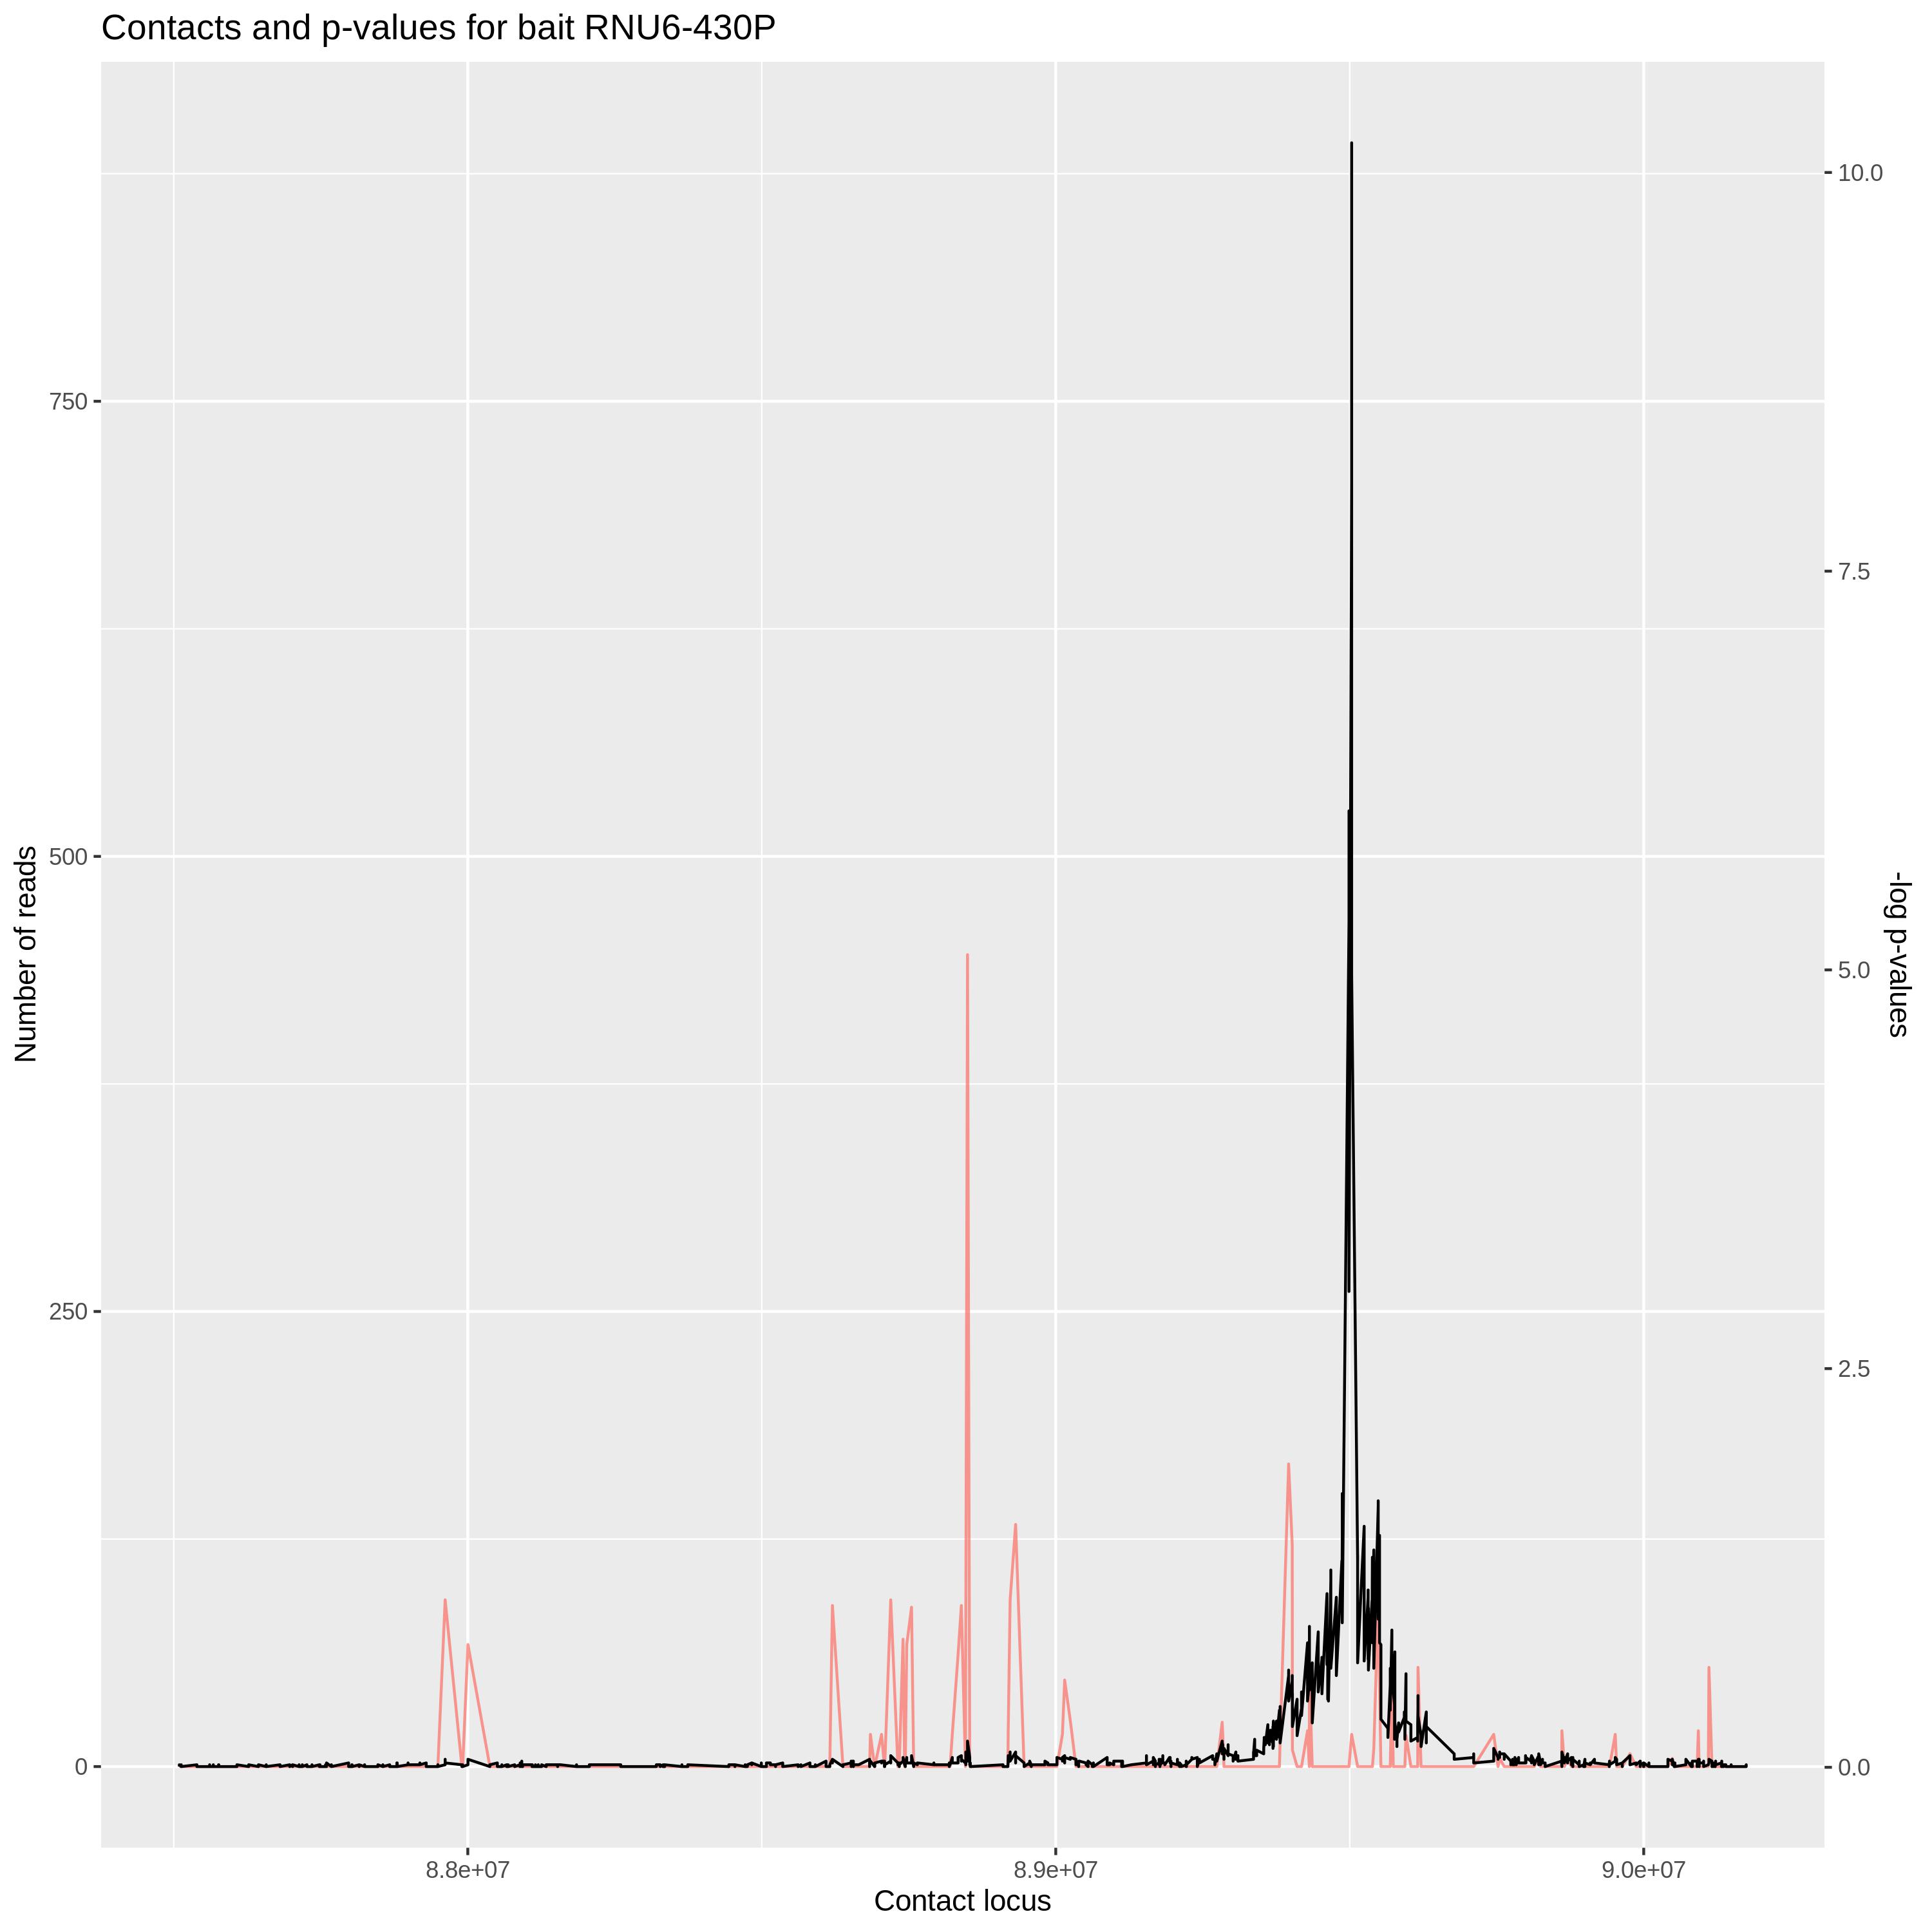 Contacts and p-values for bait RNU6-430P
Number of reads
750
500
250
0
10.0
7.5
5.0
2.5
0.0
-log p-values
8.8e+07
8.9e+07
9.0e+07
Contact locus